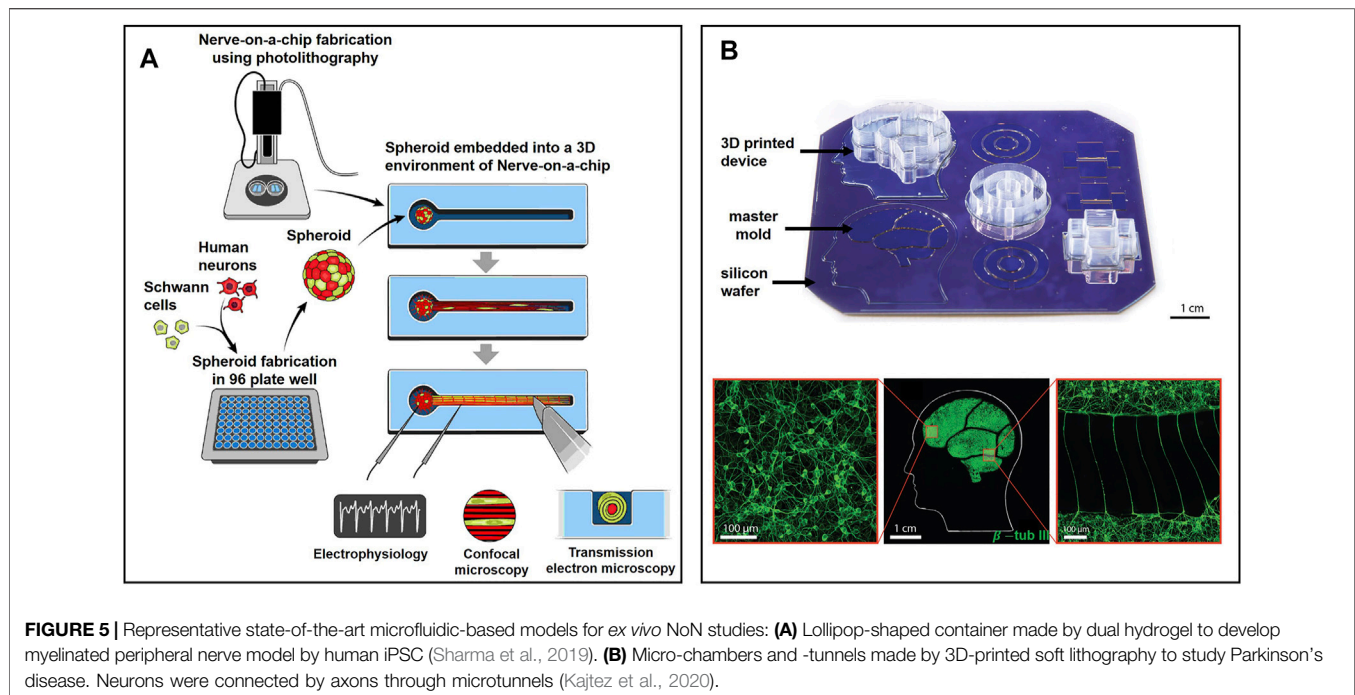 A
Nerve-on-a-chip fabrication
using photolithography
Spheroid embedded into a 3D
environment of Nerve-on-a-chip
Spheroid
Human
neurons
Schwann
cells
Spheroid fabrication
in 96 plate well
Electrophysiology
Confocal
microscopy
Transmission
electron microscopy
B
3D printed
device
master
mold
silicon
wafer
1 cm
100 µm
1 cm
β-tub III
100 µm
FIGURE 5 | Representative state-of-the-art microfluidic-based models for ex vivo NoN studies: (A) Lollipop-shaped container made by dual hydrogel to develop
myelinated peripheral nerve model by human iPSC (Sharma et al., 2019). (B) Micro-chambers and -tunnels made by 3D-printed soft lithography to study Parkinson's
disease. Neurons were connected by axons through microtunnels (Kajtez et al., 2020).